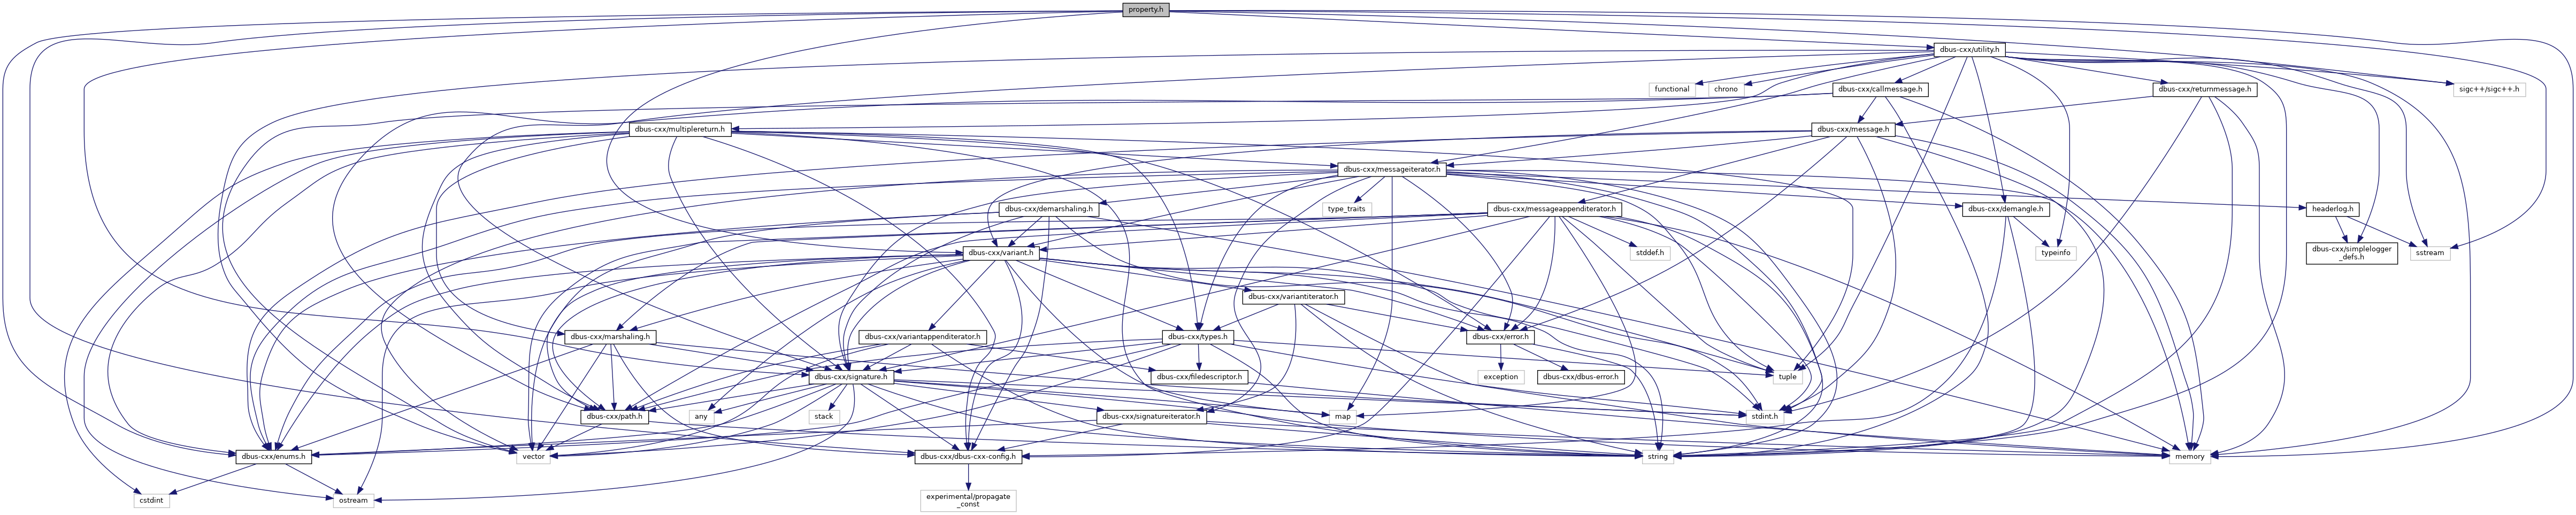 property.h
dbus-cxx/utility.h
functional
chrono
dbus-cxx/callmessage.h
dbus-cxx/returnmessage.h
sigc++/sigc++.h
dbus-cxx/multiplereturn.h
dbus-cxx/message.h
dbus-cxx/messageiterator.h
dbus-cxx/demarshaling.h
type_traits
dbus-cxx/messageappenditerator.h
dbus-cxx/demangle.h
headerlog.h
dbus-cxx/variant.h
stddef.h
typeinfo
dbus-cxx/simplelogger
_defs.h
sstream
dbus-cxx/variantiterator.h
dbus-cxx/marshaling.h
dbus-cxx/variantappenditerator.h
dbus-cxx/types.h
dbus-cxx/error.h
dbus-cxx/signature.h
dbus-cxx/filedescriptor.h
exception
dbus-cxx/dbus-error.h
tuple
dbus-cxx/path.h
any
stack
dbus-cxx/signatureiterator.h
map
stdint.h
dbus-cxx/enums.h
vector
dbus-cxx/dbus-cxx-config.h
string
memory
cstdint
ostream
experimental/propagate
_const